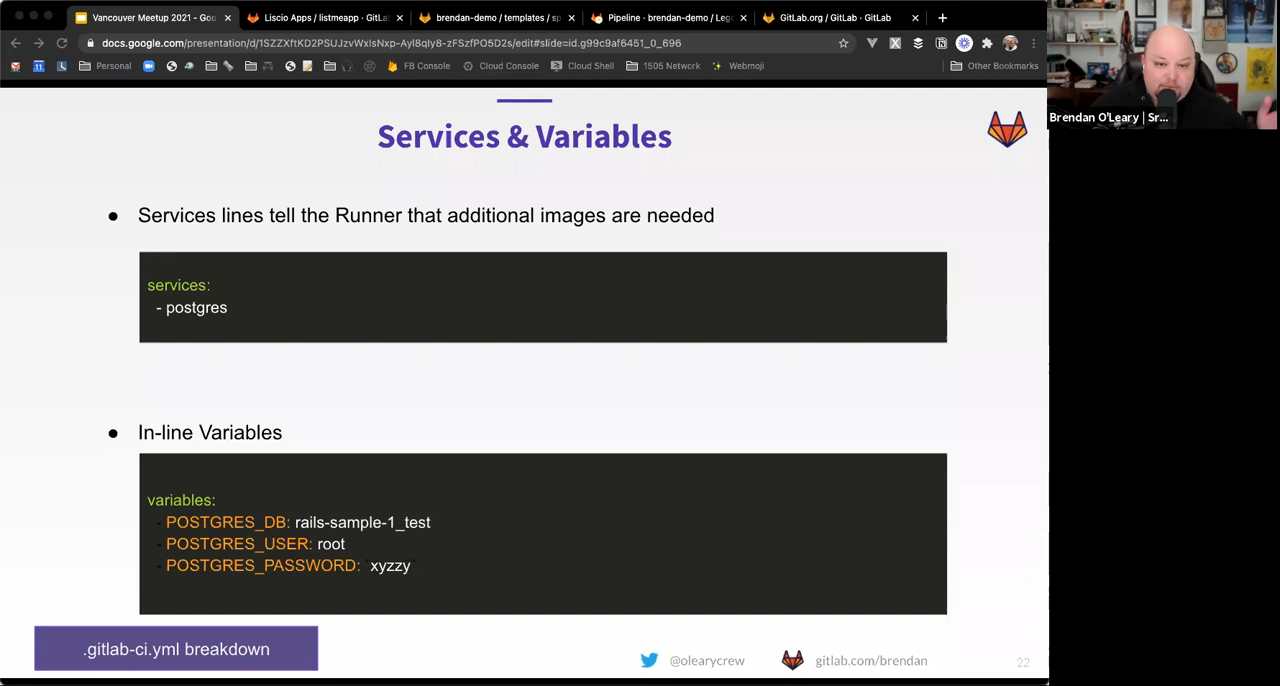 Vancouver Meetup 2021 - Goo
Liscio Apps / listmeapp · GitLa
brendan-demo / templates / sp
Pipeline · brendan-demo / Leg
GitLab.org / GitLab · GitLab
docs.google.com/presentation/d/1SZZXftKD2PSUJzvWxIsNxp-Ayl8qIy8-zFSzfPO5D2s/edit#slide=id.g99c9af6451_0_696
Personal
FB Console
Cloud Console
Cloud Shell
1505 Network
Webmoji
Other Bookmarks
Brendan O'Leary | Sr...
Services & Variables
● Services lines tell the Runner that additional images are needed
services:
- postgres
● In-line Variables
variables:
- POSTGRES_DB: rails-sample-1_test
- POSTGRES_USER: root
- POSTGRES_PASSWORD: 'xyzzy'
.gitlab-ci.yml breakdown
@olearycrew
gitlab.com/brendan
22